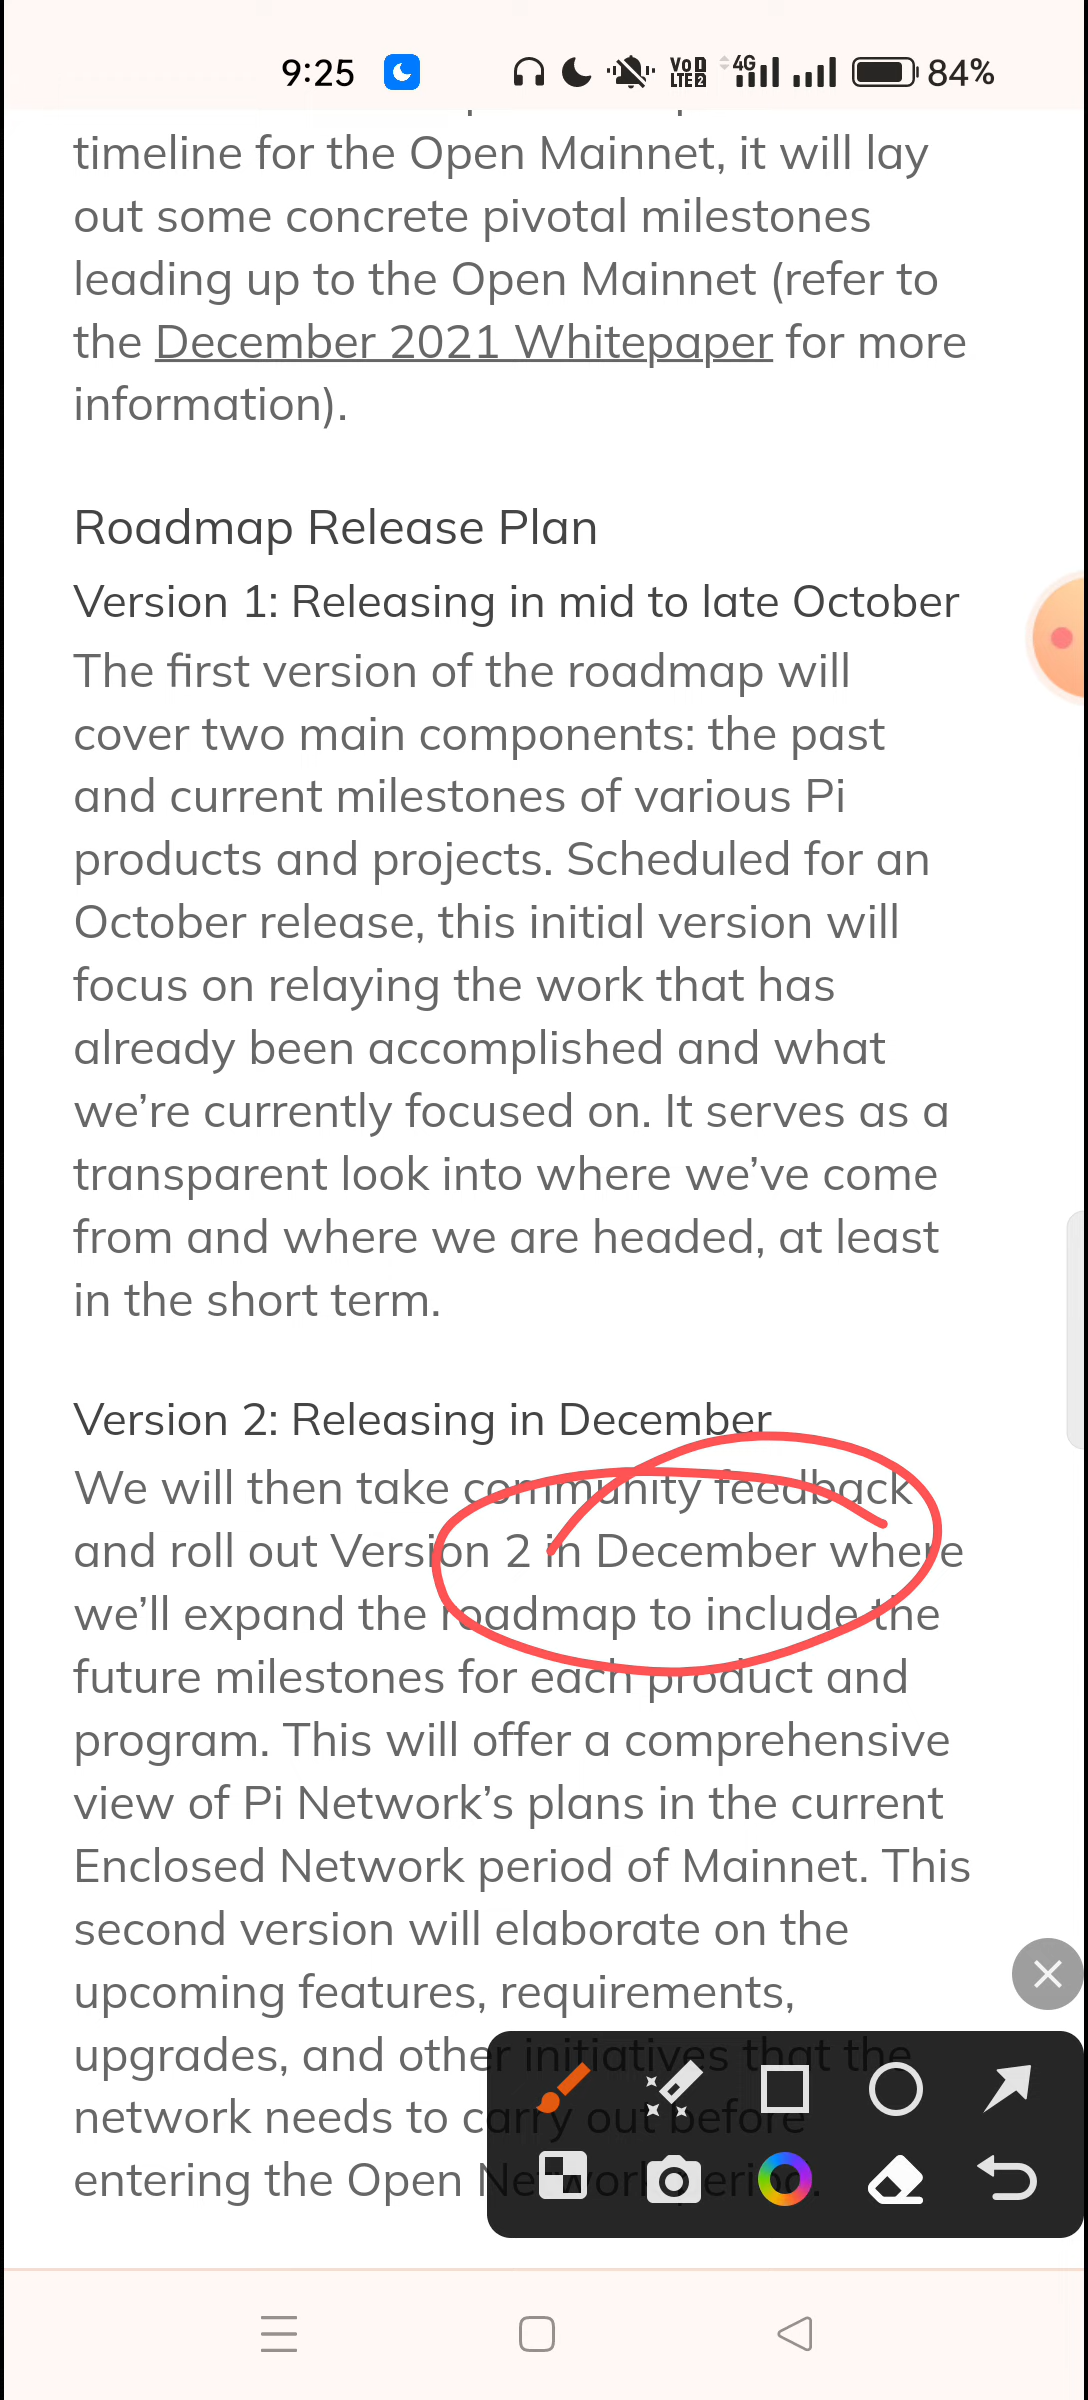 9:25
VoD
LTE 2
4G
84%
timeline for the Open Mainnet, it will lay
out some concrete pivotal milestones
leading up to the Open Mainnet (refer to
the December 2021 Whitepaper for more
information).
Roadmap Release Plan
Version 1: Releasing in mid to late October
The first version of the roadmap will
cover two main components: the past
and current milestones of various Pi
products and projects. Scheduled for an
October release, this initial version will
focus on relaying the work that has
already been accomplished and what
we’re currently focused on. It serves as a
transparent look into where we’ve come
from and where we are headed, at least
in the short term.
Version 2: Releasing in December
We will then take community feedback
and roll out Version 2 in December where
we’ll expand the roadmap to include the
future milestones for each product and
program. This will offer a comprehensive
view of Pi Network’s plans in the current
Enclosed Network period of Mainnet. This
second version will elaborate on the
upcoming features, requirements,
upgrades, and other initiatives that the
network needs to carry out before
entering the Open Network period.